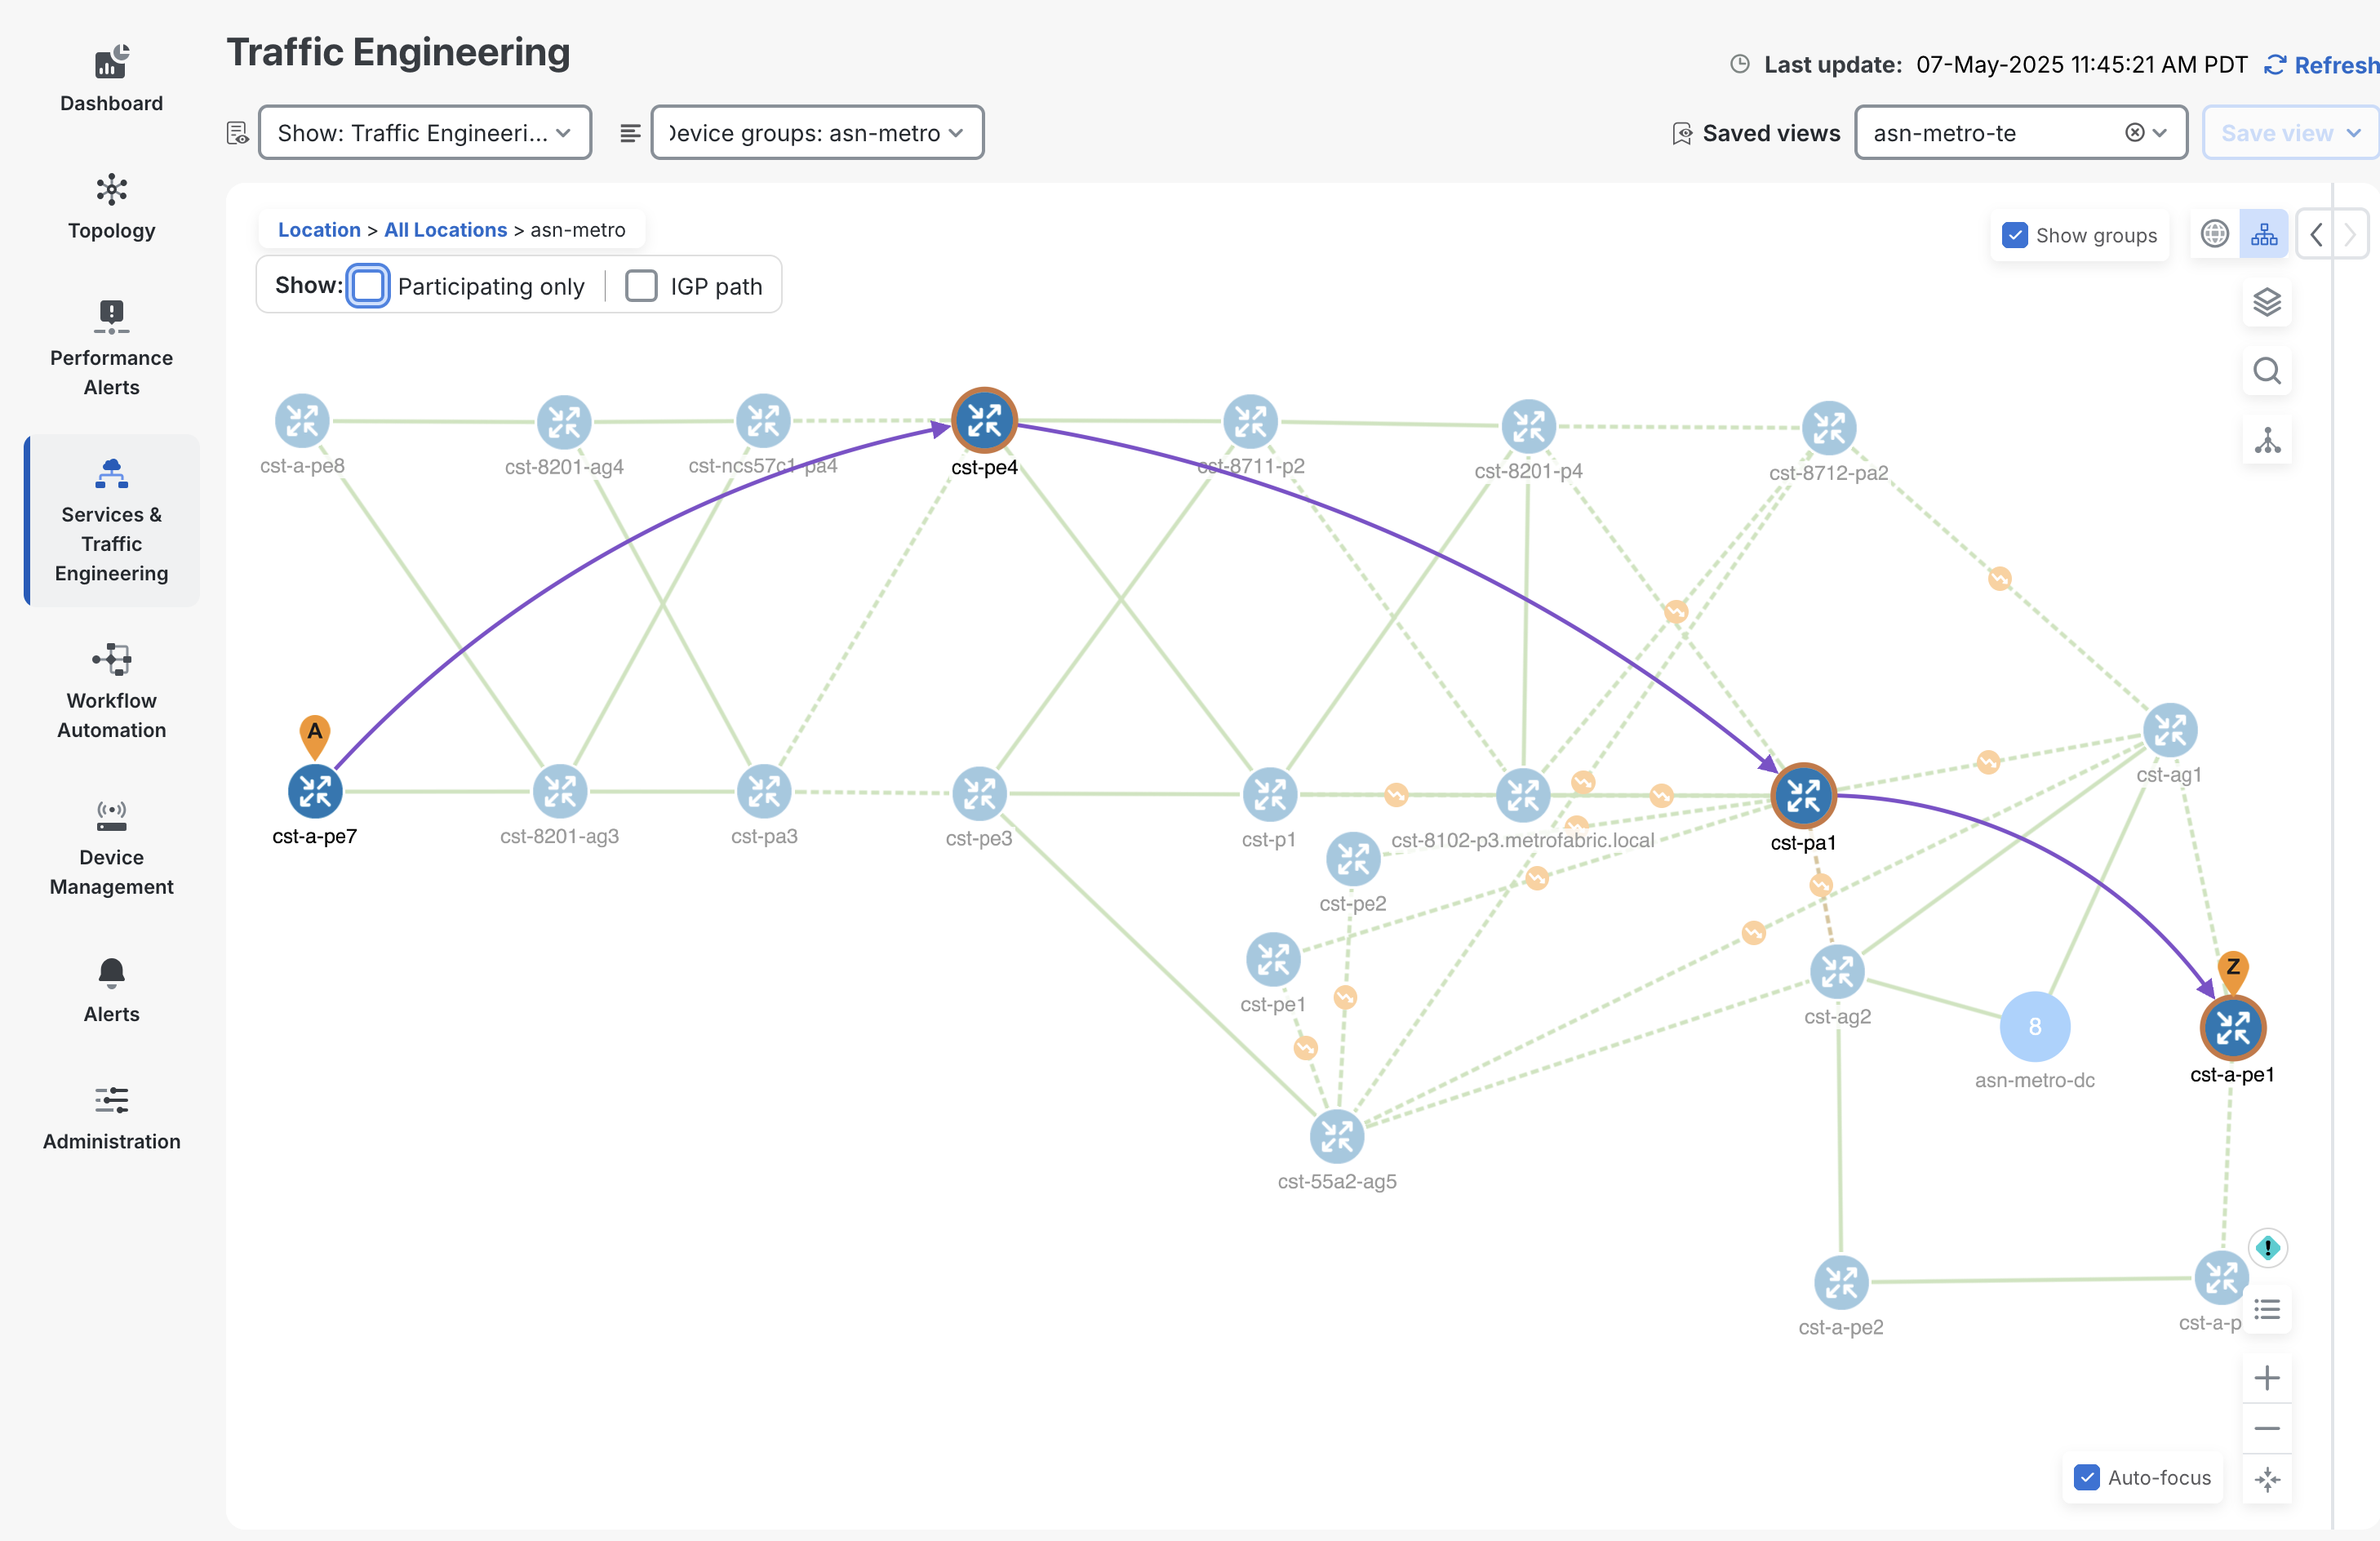 Traffic Engineering
Last update: 07-May-2025 11:45:21 AM PDT Refresh
Show: Traffic Engineeri...
Device groups: asn-metro
Saved views
asn-metro-te
Save view
Dashboard
Topology
Performance
Alerts
Services &
Traffic
Engineering
Workflow
Automation
Device
Management
Alerts
Administration
Location > All Locations > asn-metro
Show: Participating only IGP path
Show groups
cst-a-pe8
cst-8201-ag4
cst-ncs57c1-pa4
cst-pe4
cst-8711-p2
cst-8201-p4
cst-8712-pa2
A
cst-a-pe7
cst-8201-ag3
cst-pa3
cst-pe3
cst-p1
cst-8102-p3.metrofabric.local
cst-pa1
cst-ag1
cst-pe2
cst-pe1
cst-ag2
8
asn-metro-dc
Z
cst-a-pe1
cst-55a2-ag5
cst-a-pe2
cst-a-p
Auto-focus